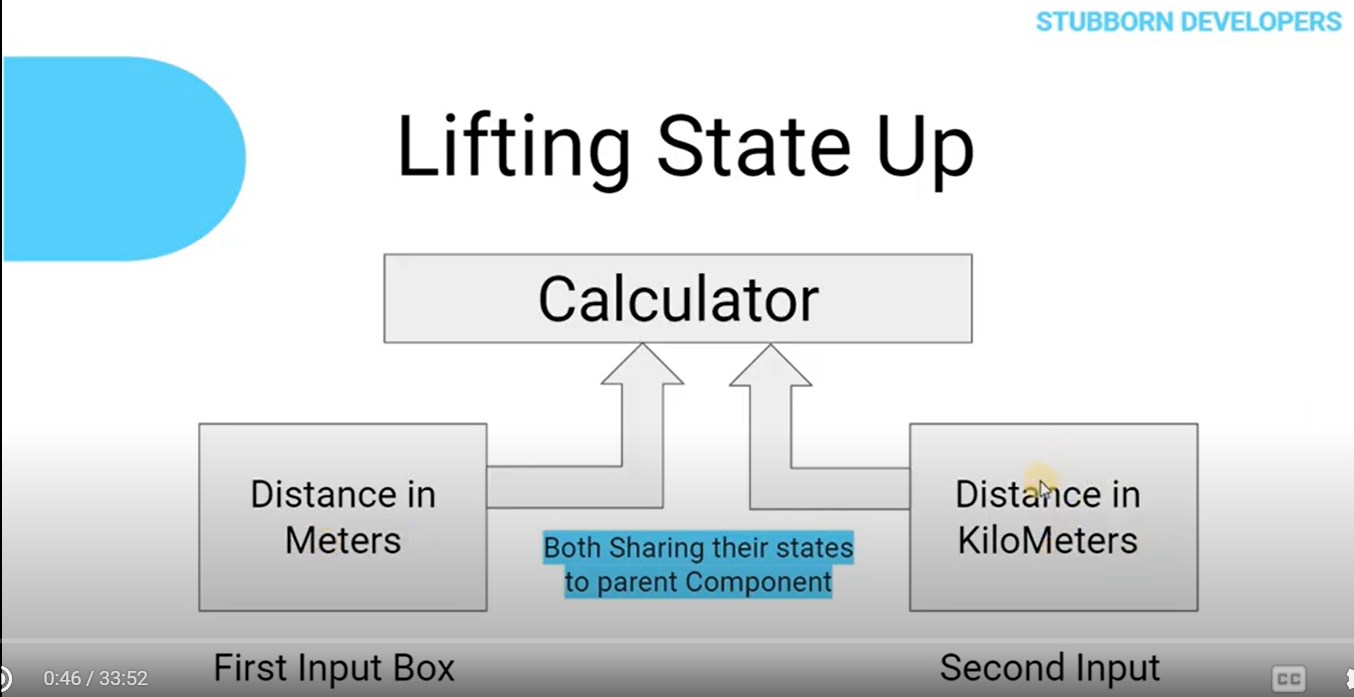 STUBBORN DEVELOPERS
Lifting State Up
Calculator
Distance in
Meters
Both Sharing their states
to parent Component
Distance in
KiloMeters
First Input Box
Second Input
0:46 / 33:52
CC